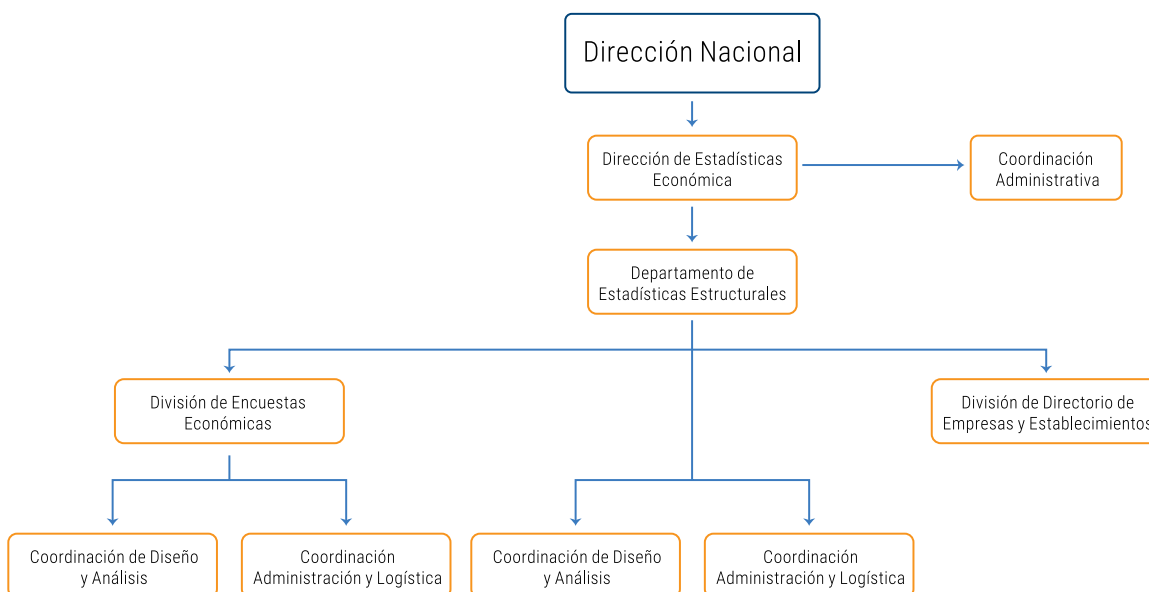 Dirección Nacional
Dirección de Estadísticas
Económica
Coordinación
Administrativa
Departamento de
Estadísticas Estructurales
División de Encuestas
Económicas
División de Directorio de
Empresas y Establecimientos
Coordinación de Diseño
y Análisis
Coordinación
Administración y Logística
Coordinación de Diseño
y Análisis
Coordinación
Administración y Logística